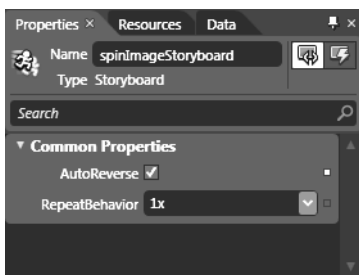 Properties × Resources Data
Name spinImageStoryboard
Type Storyboard
Search
Common Properties
AutoReverse
RepeatBehavior 1x